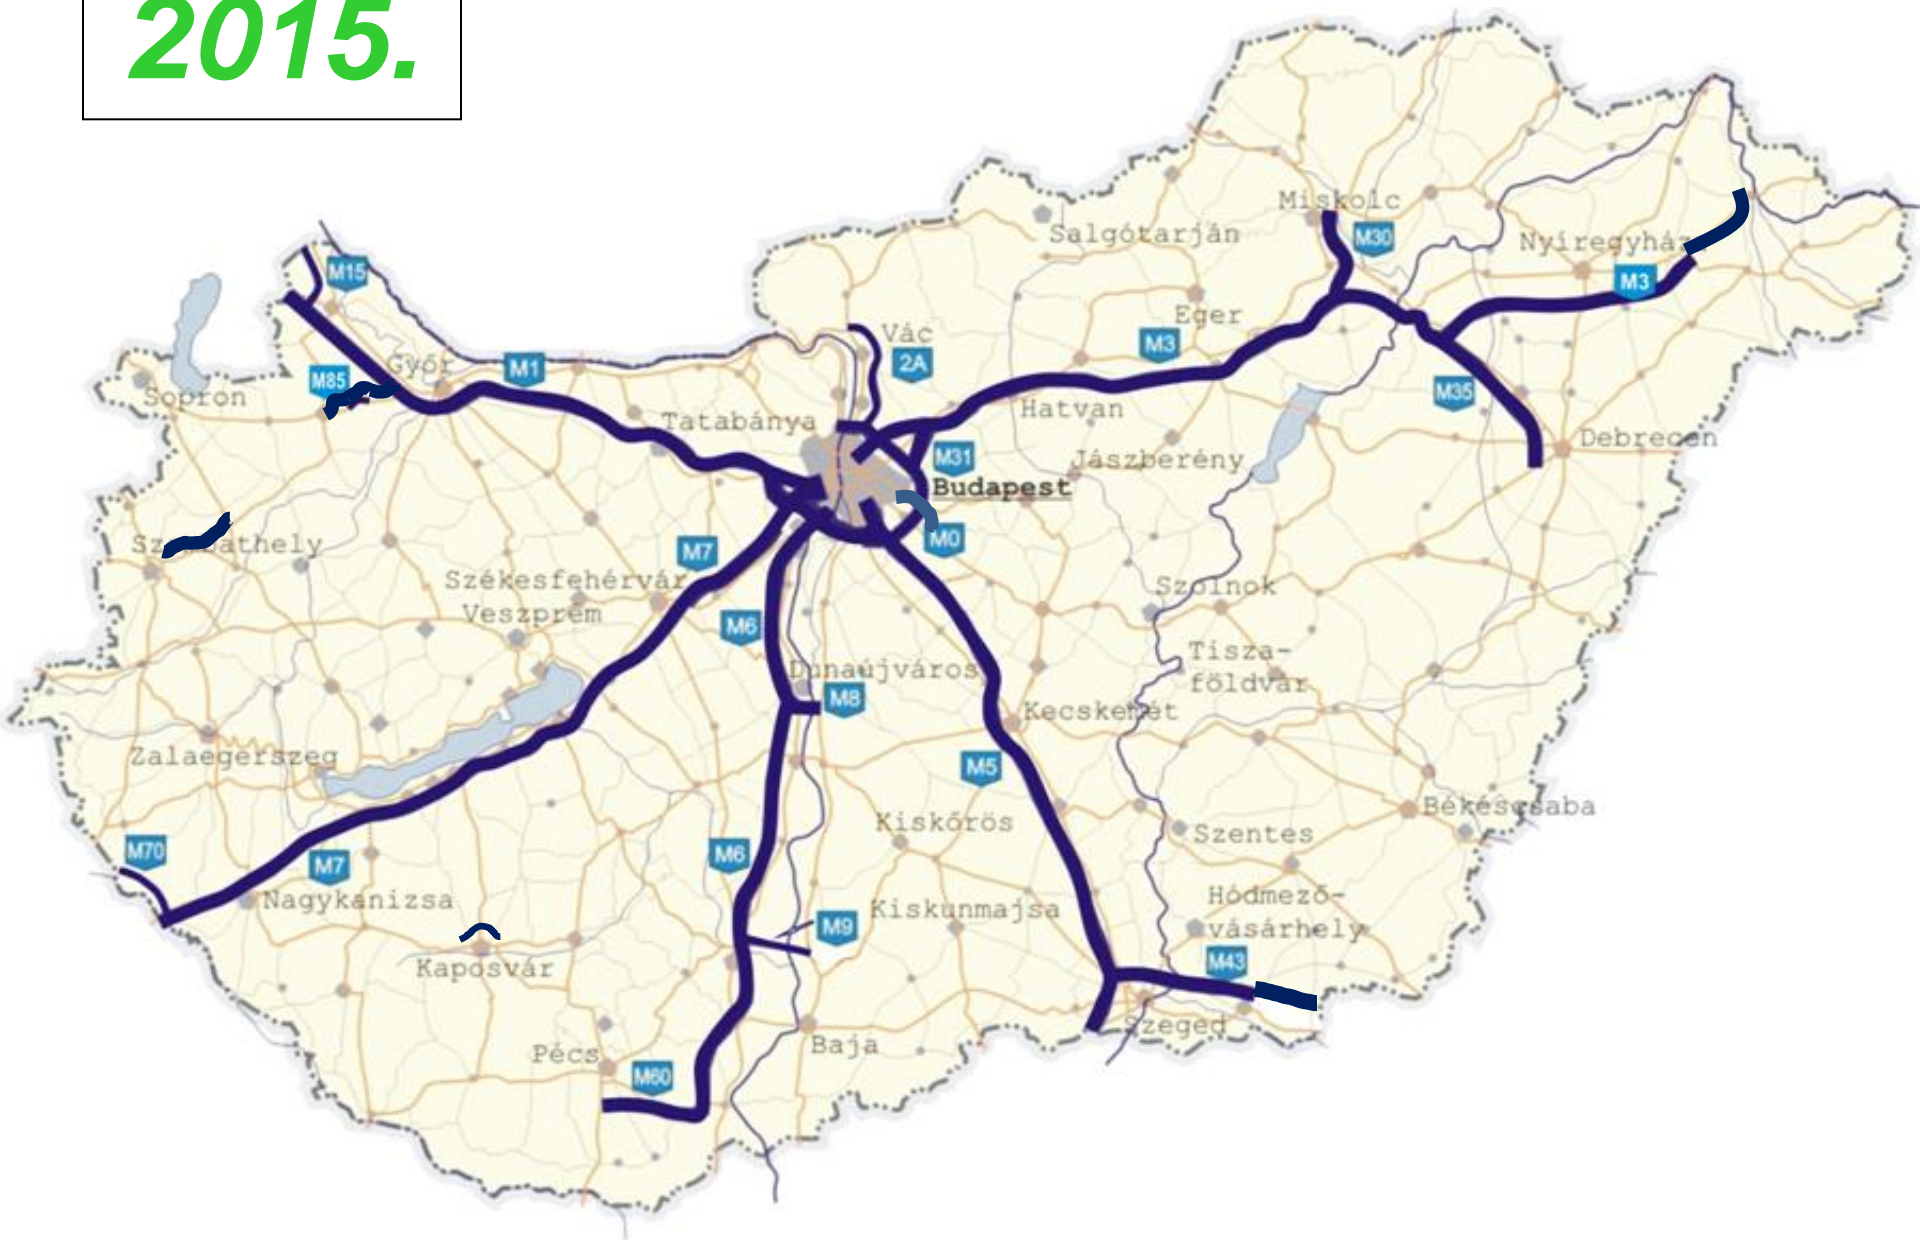 2015.
Miskolc
M30
Salgótarján
Nyíregyház
M15
M3
Eger
Vác
M3
2A
Győr
M1
M85
Sopron
M35
Hatvan
Tatabánya
Debrecen
M31
Jászberény
Budapest
M0
Szombathely
M7
Székesfehérvár
Veszprém
Szolnok
M6
Tisza-
földvár
Dunaújváros
M8
Kecskemét
Zalaegerszeg
M5
Békéscsaba
Kiskőrös
Szentes
M70
M6
M7
Nagykanizsa
Hódmező-
vásárhely
Kiskunmajsa
M9
Kaposvár
M43
Szeged
Baja
Pécs
M60